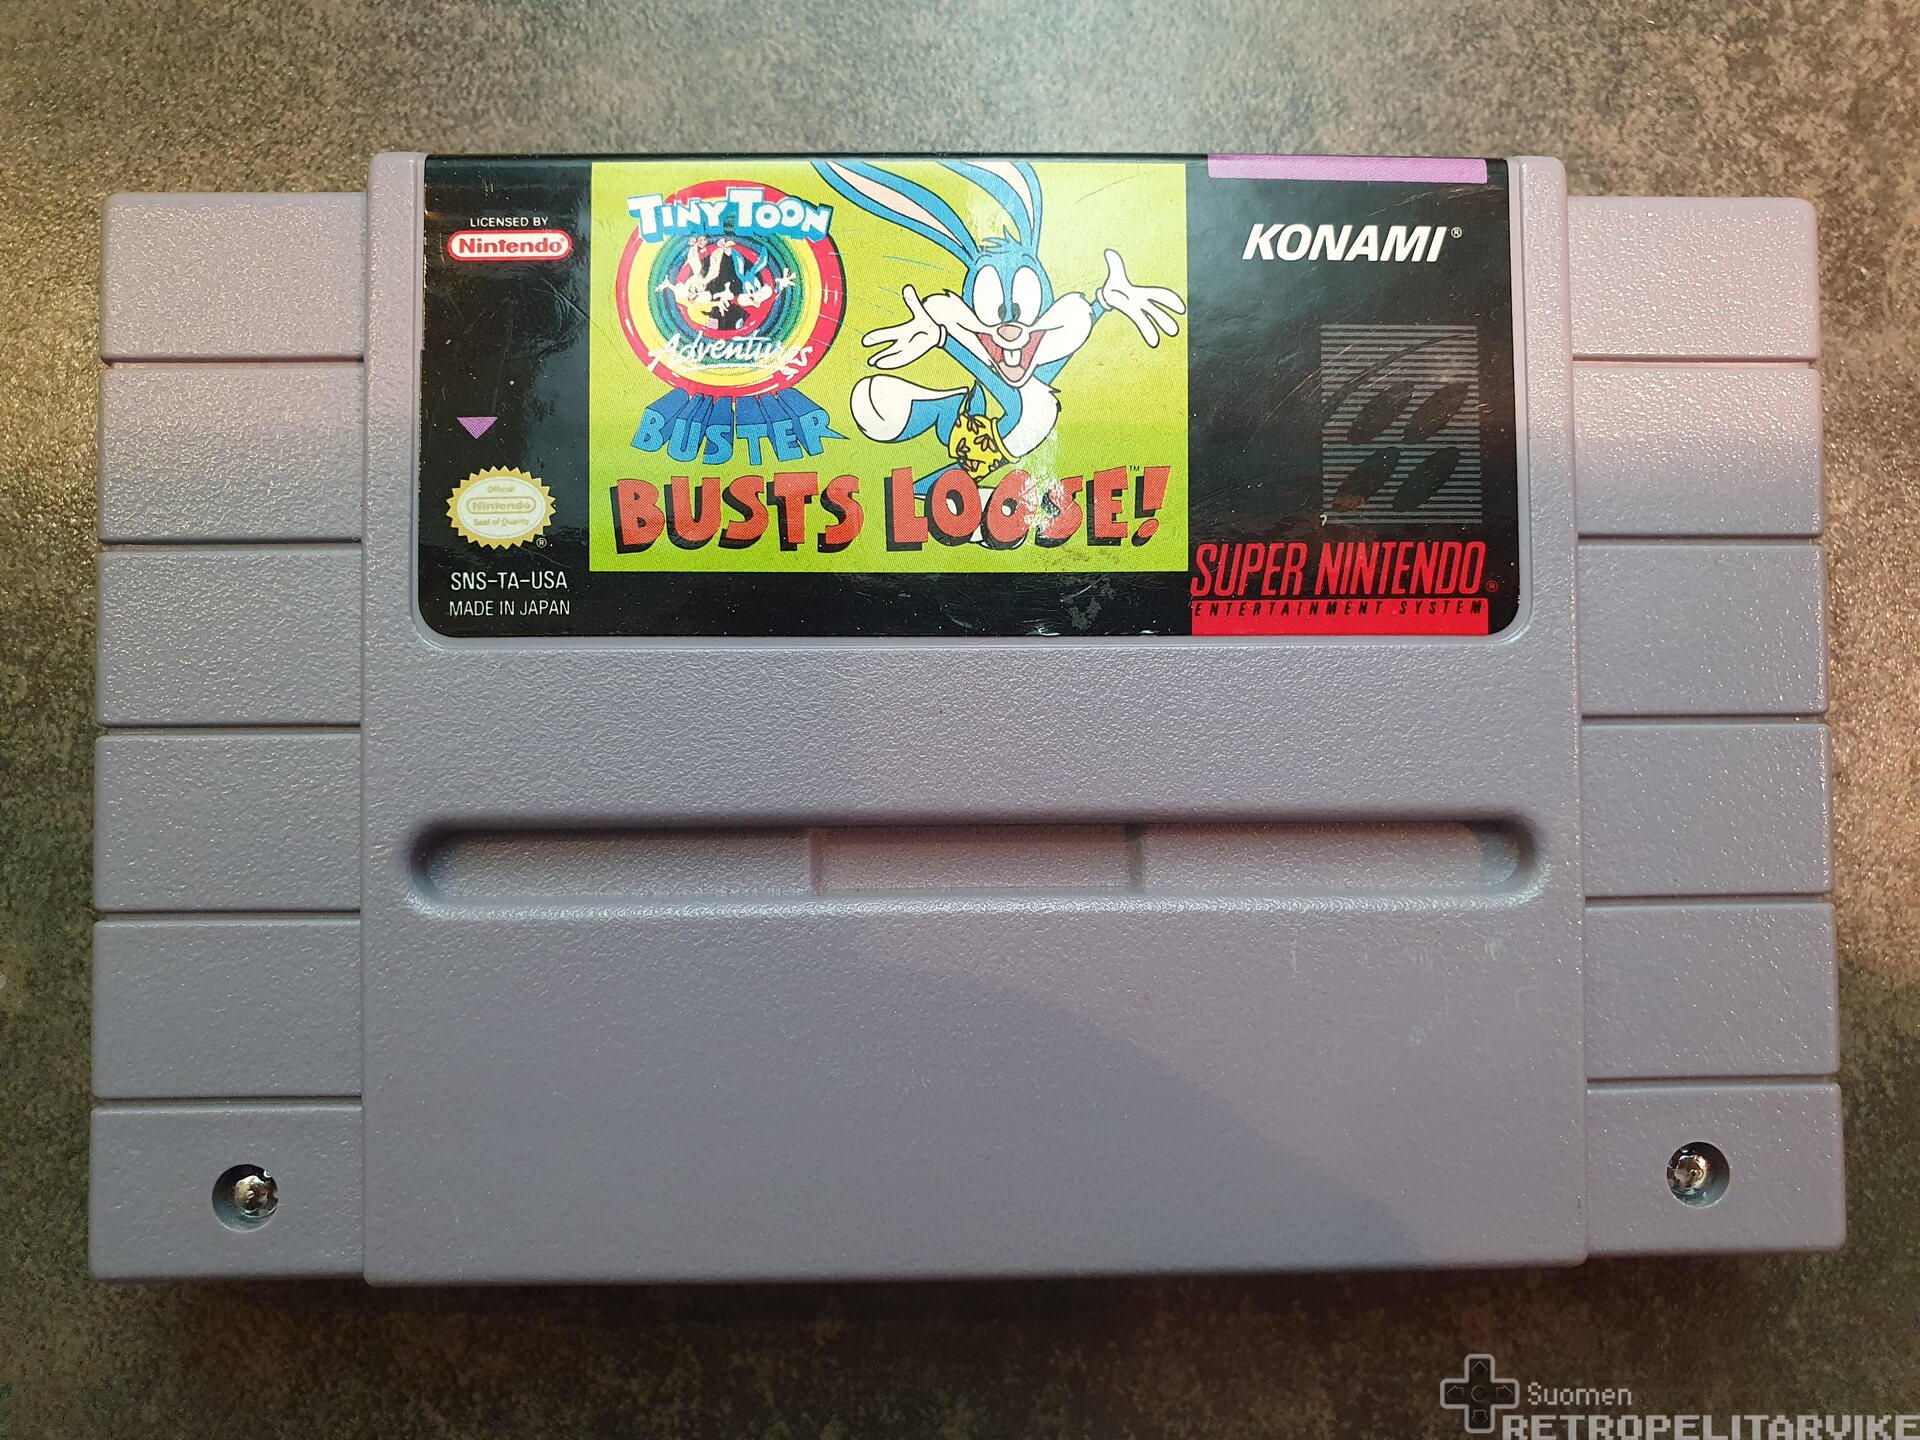 LICENSED BY
Nintendo®
TINY TOON
Adventures
BUSTER
BUSTS LOOSE!™
Official
Nintendo
Seal of Quality
®
SNS-TA-USA
MADE IN JAPAN
KONAMI®
SUPER NINTENDO®
ENTERTAINMENT SYSTEM
Suomen
RETROPELITARVIKE